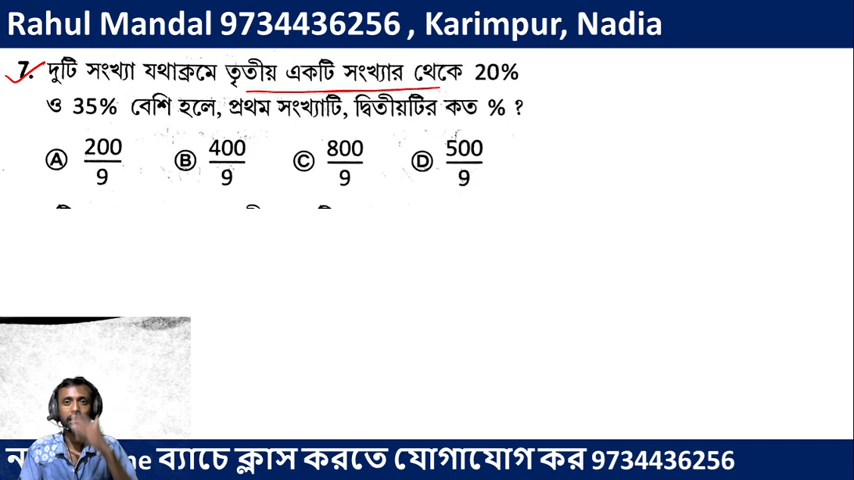 Rahul Mandal 9734436256 , Karimpur, Nadia
7. দুটি সংখ্যা যথাক্রমে তৃতীয় একটি সংখ্যার থেকে 20%
ও 35% বেশি হলে, প্রথম সংখ্যাটি, দ্বিতীয়টির কত % ?
A 200/9 B 400/9 C 800/9 D 500/9
ব্যাচে ক্লাস করতে যোগাযোগ কর 9734436256